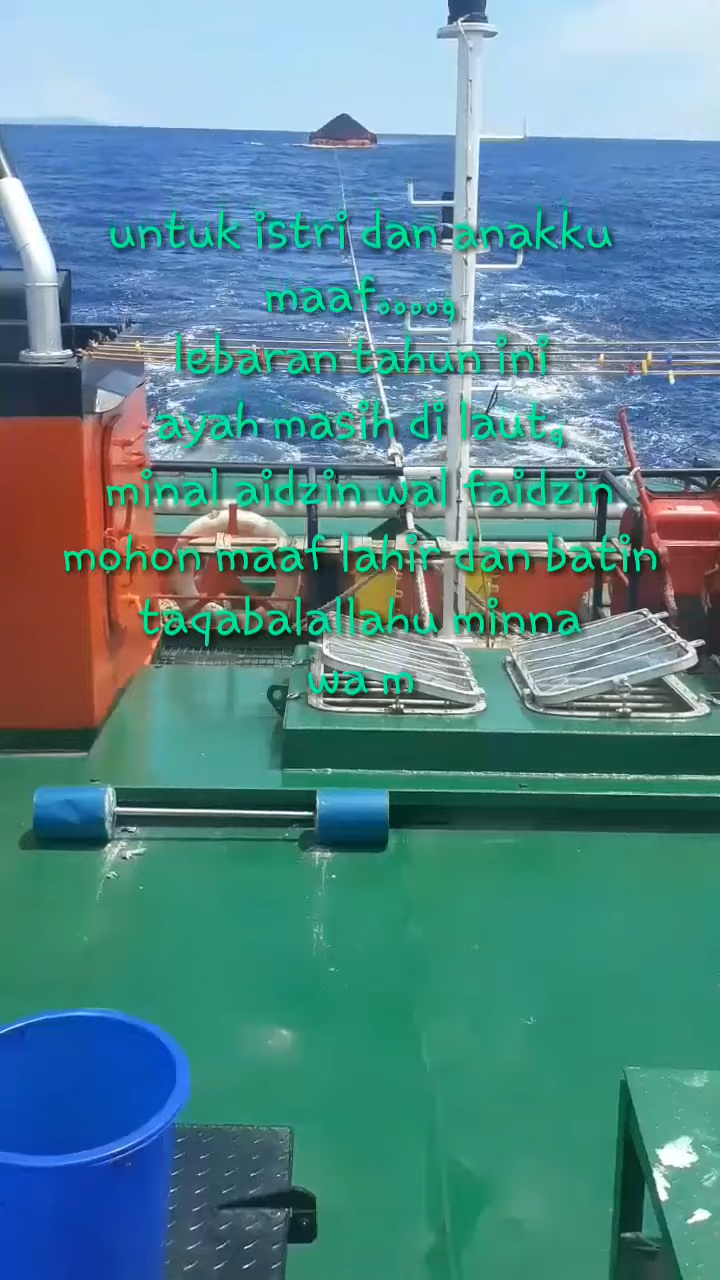 untuk istri dan anakku
maaf....,
lebaran tahun ini
ayah masih di laut,
minal aidzin wal faidzin
mohon maaf lahir dan batin
taqabalallahu minna
wa m